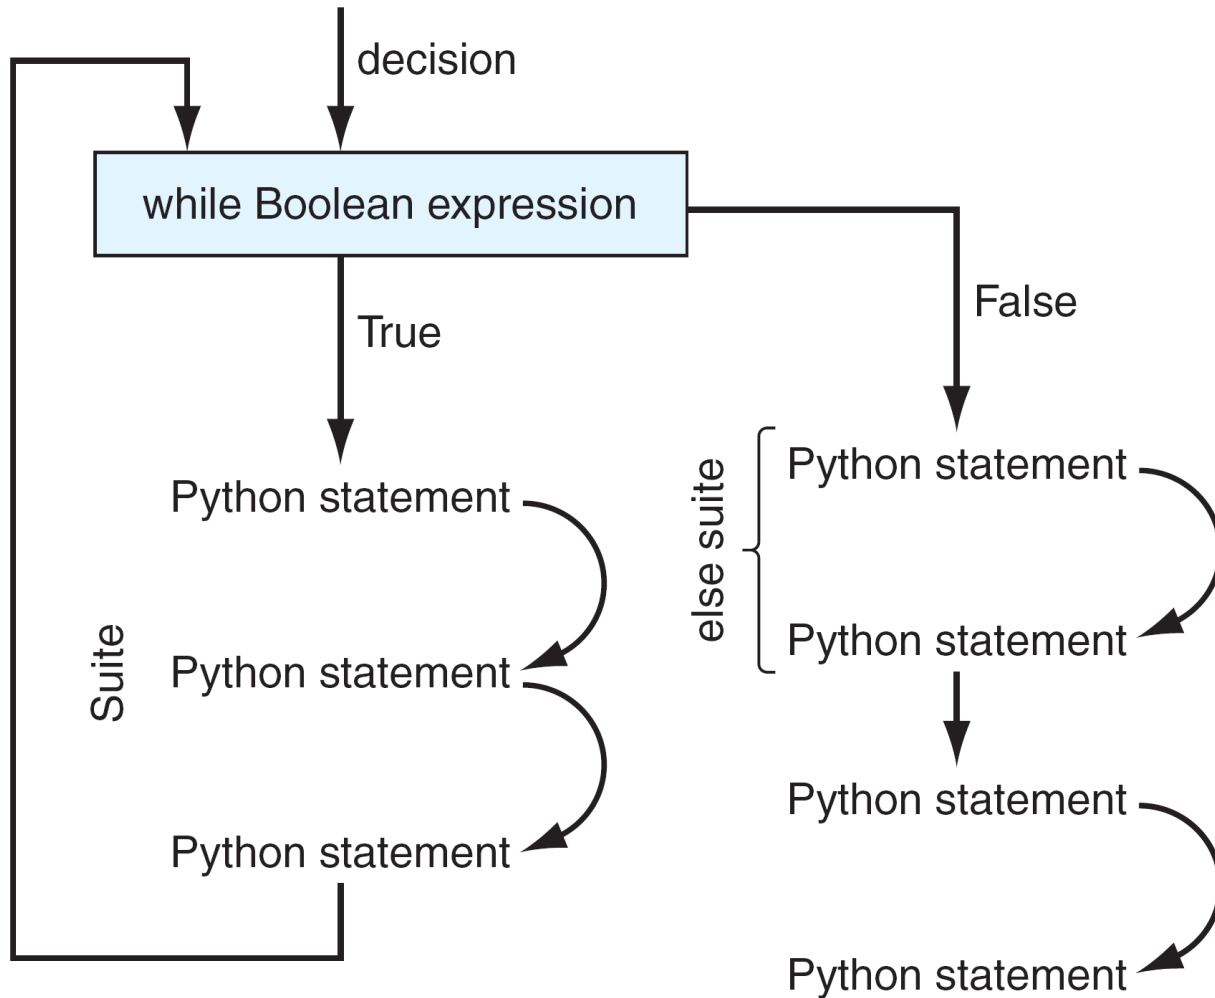 decision
while Boolean expression
True
False
Python statement
Python statement
Python statement
Suite
else suite
Python statement
Python statement
Python statement
Python statement